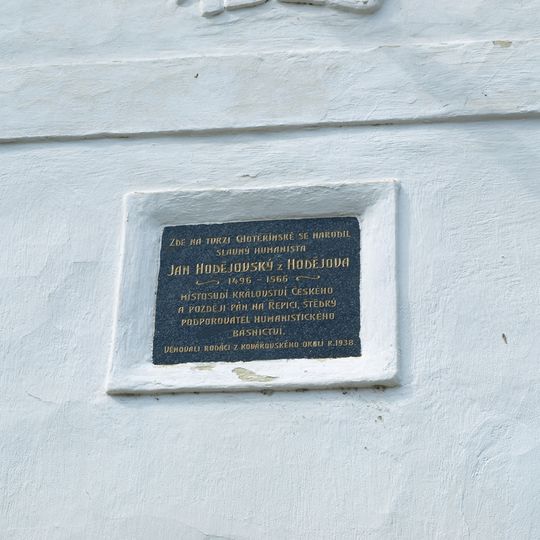 Zde na tvrzi Chotěřinské se narodil
slavný humanista
Jan Hodějovský z Hodějova
1496 - 1566
místosudí království Českého
a později pán na Řepici, štědrý
podporovatel humanistického
básnictví.
Věnovali rodáci z kovářovského okolí r. 1938.